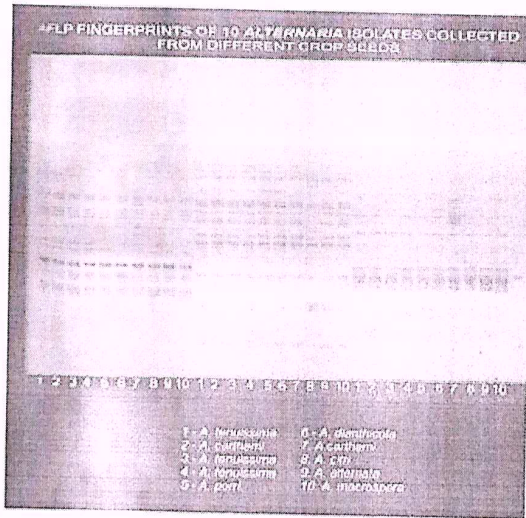 AFLP FINGERPRINTS OF 10 ALTERNARIA ISOLATES COLLECTED
FROM DIFFERENT CROP SEEDS
1 2 3 4 5 6 7 8 9 10 1 2 3 4 5 6 7 8 9 10 1 2 3 4 5 6 7 8 9 10
1 - A. tenuissima
2 - A. carthami
3 - A. tenuissima
4 - A. tenuissima
5 - A. porri
6 - A. dianthicola
7 A. carthami
8 A. citri
9 A. alternata
10 - A. macrospora